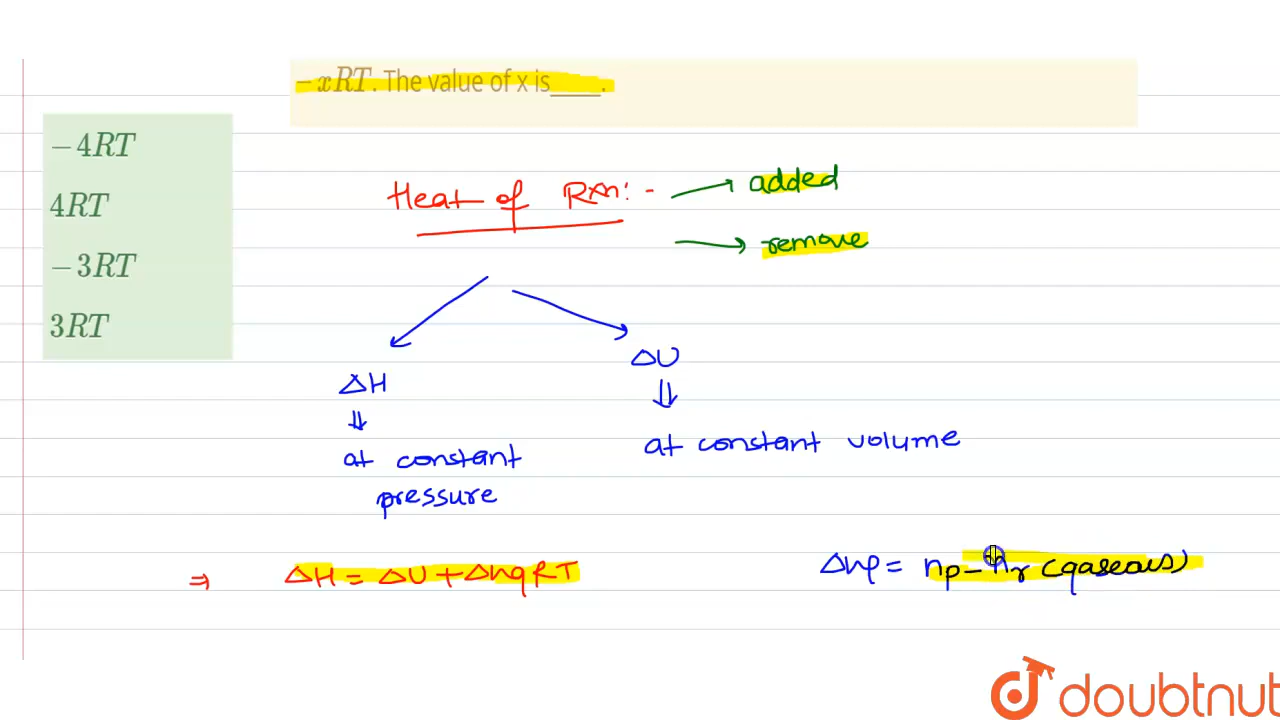 -xRT. The value of x is____.
-4RT
4RT
-3RT
3RT
Heat of Rxn:- → added
→ remove
ΔH
⇓
at constant
pressure
ΔU
⇓
at constant volume
⇒ ΔH = ΔU + ΔngRT
Δnp = np - nr (gaseous)
doubtnut